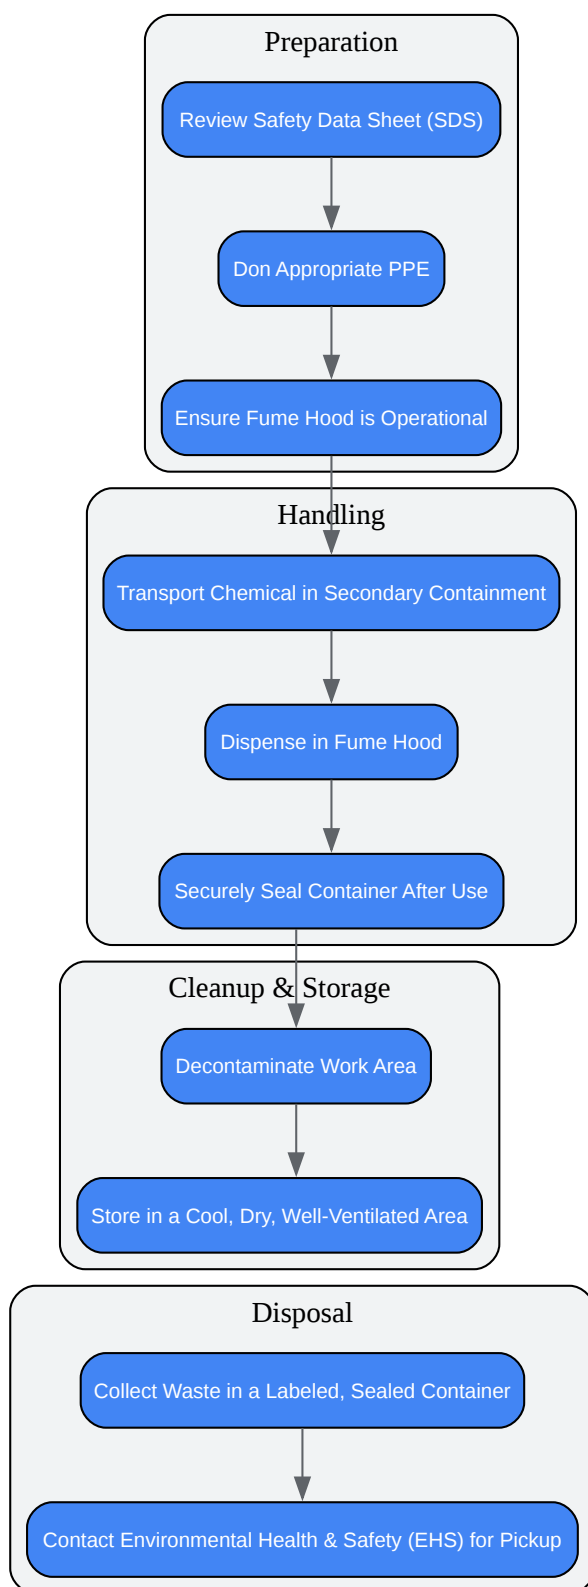 Preparation
Review Safety Data Sheet (SDS)
Don Appropriate PPE
Ensure Fume Hood is Operational
Handling
Transport Chemical in Secondary Containment
Dispense in Fume Hood
Securely Seal Container After Use
Cleanup & Storage
Decontaminate Work Area
Store in a Cool, Dry, Well-Ventilated Area
Disposal
Collect Waste in a Labeled, Sealed Container
Contact Environmental Health & Safety (EHS) for Pickup